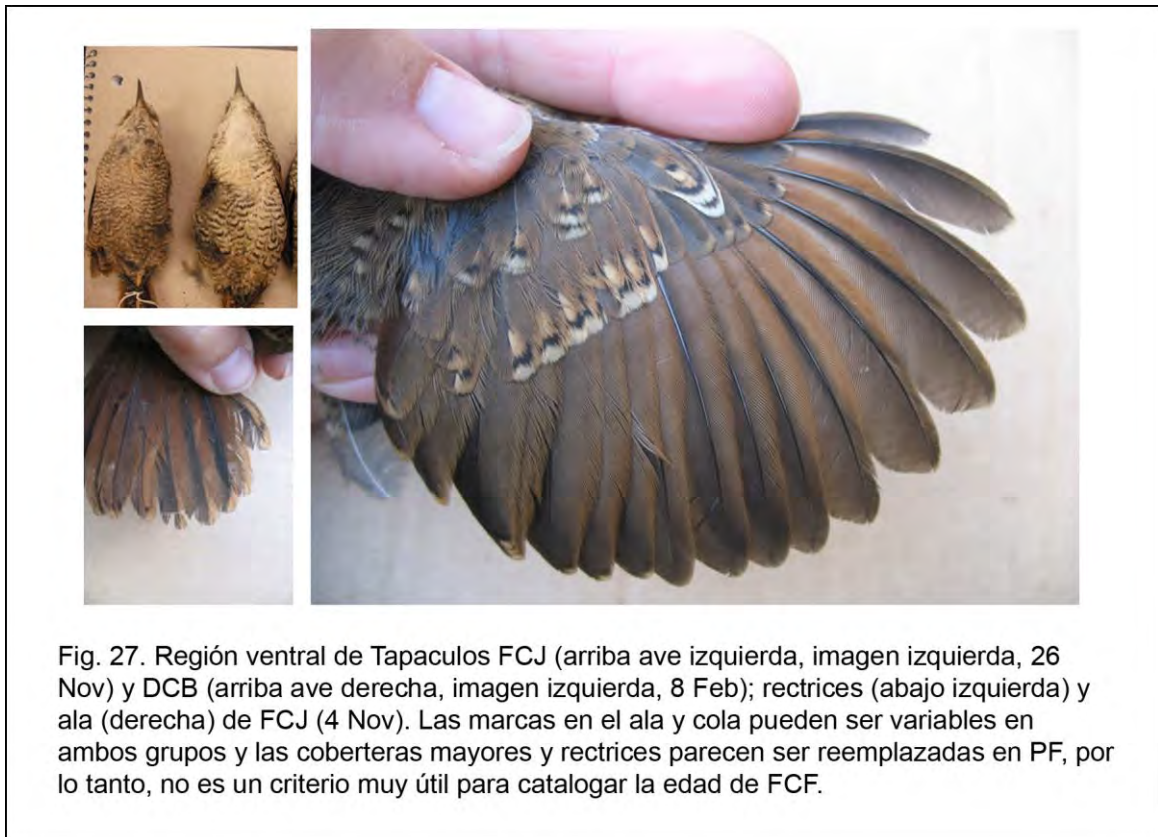 Fig. 27. Región ventral de Tapaculos FCJ (arriba ave izquierda, imagen izquierda, 26
Nov) y DCB (arriba ave derecha, imagen izquierda, 8 Feb); rectrices (abajo izquierda) y
ala (derecha) de FCJ (4 Nov). Las marcas en el ala y cola pueden ser variables en
ambos grupos y las coberteras mayores y rectrices parecen ser reemplazadas en PF, por
lo tanto, no es un criterio muy útil para catalogar la edad de FCF.